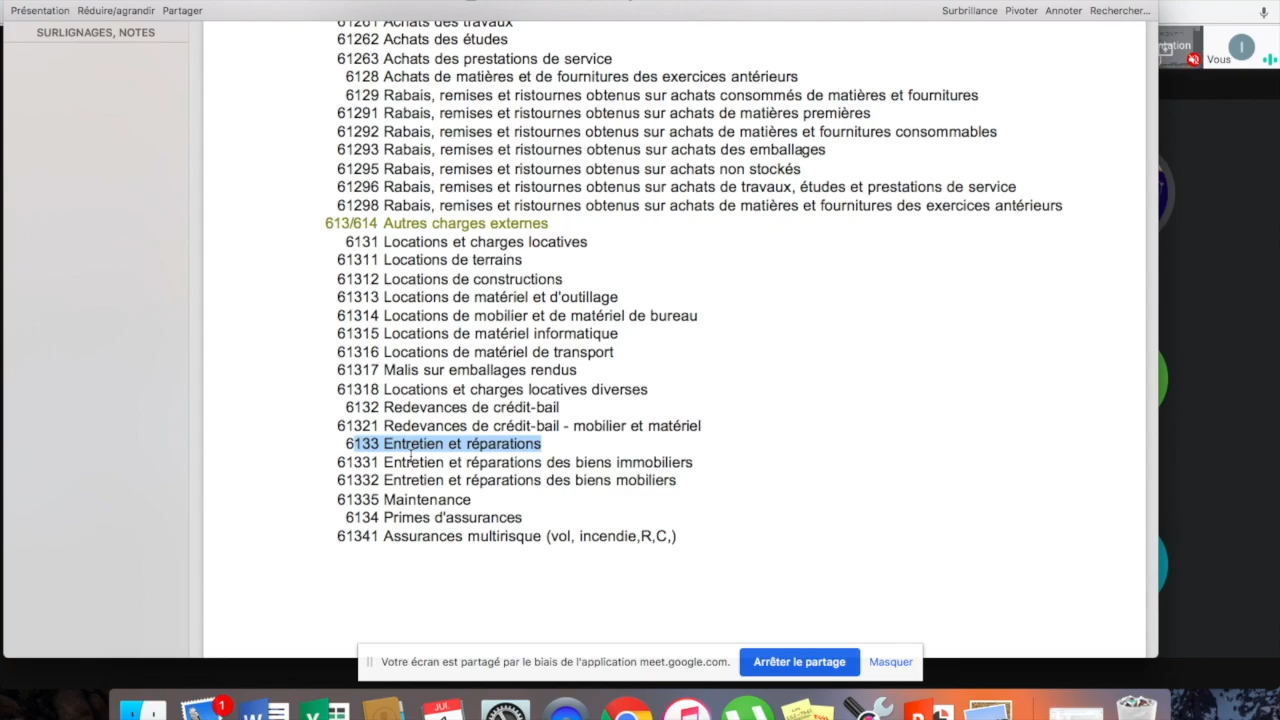 Présentation Réduire/agrandir Partager
Surbrillance Pivoter Annoter Rechercher...
SURLIGNAGES, NOTES
Vous
I
61261 Achats des travaux
61262 Achats des études
61263 Achats des prestations de service
6128 Achats de matières et de fournitures des exercices antérieurs
6129 Rabais, remises et ristournes obtenus sur achats consommés de matières et fournitures
61291 Rabais, remises et ristournes obtenus sur achats de matières premières
61292 Rabais, remises et ristournes obtenus sur achats de matières et fournitures consommables
61293 Rabais, remises et ristournes obtenus sur achats des emballages
61295 Rabais, remises et ristournes obtenus sur achats non stockés
61296 Rabais, remises et ristournes obtenus sur achats de travaux, études et prestations de service
61298 Rabais, remises et ristournes obtenus sur achats de matières et fournitures des exercices antérieurs
613/614 Autres charges externes
6131 Locations et charges locatives
61311 Locations de terrains
61312 Locations de constructions
61313 Locations de matériel et d'outillage
61314 Locations de mobilier et de matériel de bureau
61315 Locations de matériel informatique
61316 Locations de matériel de transport
61317 Malis sur emballages rendus
61318 Locations et charges locatives diverses
6132 Redevances de crédit-bail
61321 Redevances de crédit-bail - mobilier et matériel
6133 Entretien et réparations
61331 Entretien et réparations des biens immobiliers
61332 Entretien et réparations des biens mobiliers
61335 Maintenance
6134 Primes d'assurances
61341 Assurances multirisque (vol, incendie,R,C,)
Votre écran est partagé par le biais de l'application meet.google.com.
Arrêter le partage
Masquer
1
JUL.